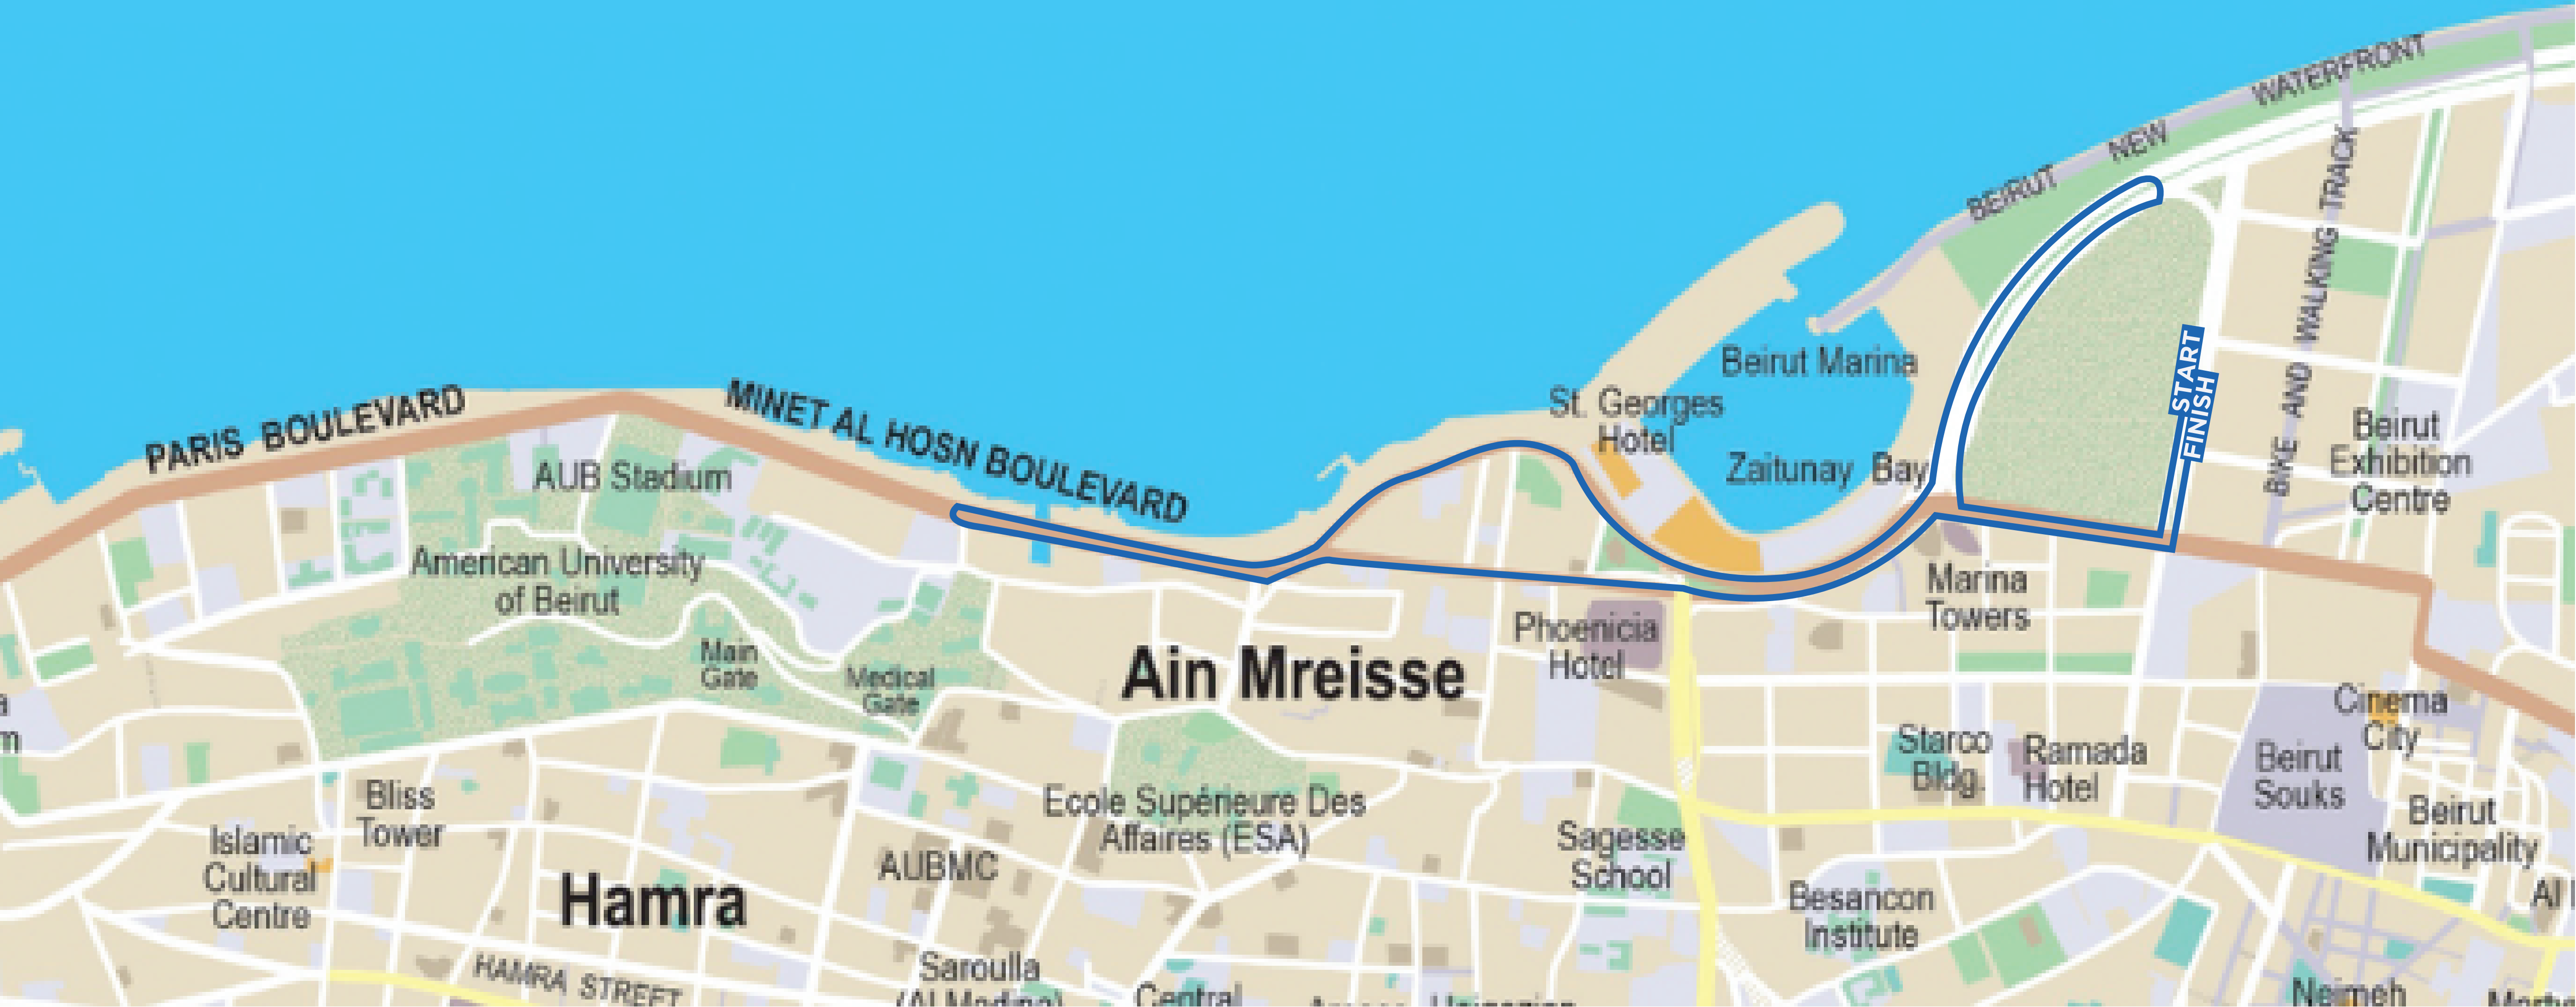 BEIRUT NEW WATERFRONT
BIKE AND WALKING TRACK
START
FINISH
Beirut Marina
St. Georges
Hotel
Zaitunay Bay
Beirut
Exhibition
Centre
PARIS BOULEVARD
MINET AL HOSN BOULEVARD
AUB Stadium
American University
of Beirut
Main
Gate
Medical
Gate
Ain Mreisse
Phoenicia
Hotel
Marina
Towers
Cinema
City
Starco
Bldg.
Ramada
Hotel
Beirut
Souks
Beirut
Municipality
Bliss
Tower
Islamic
Cultural
Centre
Ecole Supérieure Des
Affaires (ESA)
AUBMC
Sagesse
School
Besancon
Institute
Hamra
HAMRA STREET
Saroulla
(Al Madina)
Central
Nejmeh